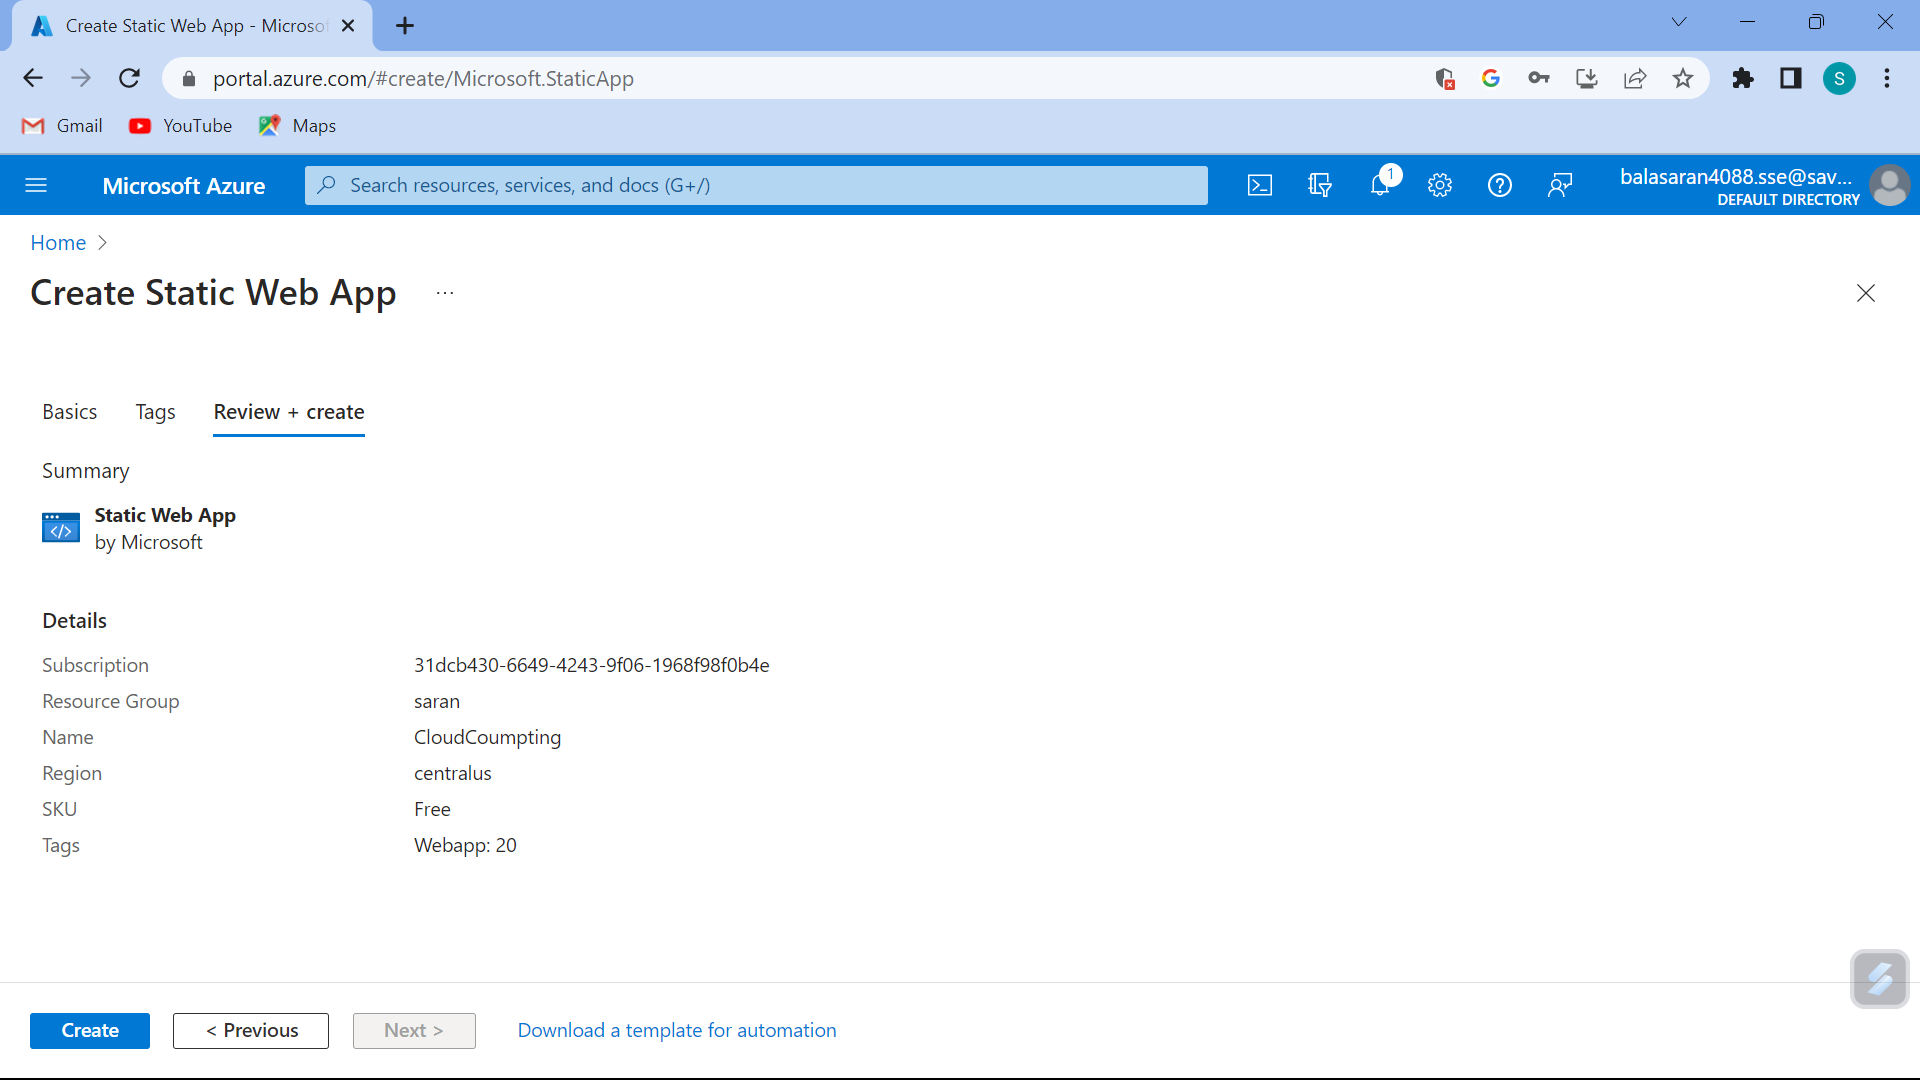 Create Static Web App - Microsof
portal.azure.com/#create/Microsoft.StaticApp
S
Gmail
YouTube
Maps
Microsoft Azure
Search resources, services, and docs (G+/)
1
balasaran4088.sse@sav...
DEFAULT DIRECTORY
Home >
Create Static Web App ...
Basics
Tags
Review + create
Summary
Static Web App
by Microsoft
Details
Subscription 31dcb430-6649-4243-9f06-1968f98f0b4e
Resource Group saran
Name CloudCoumpting
Region centralus
SKU Free
Tags Webapp: 20
Create
< Previous
Next >
Download a template for automation